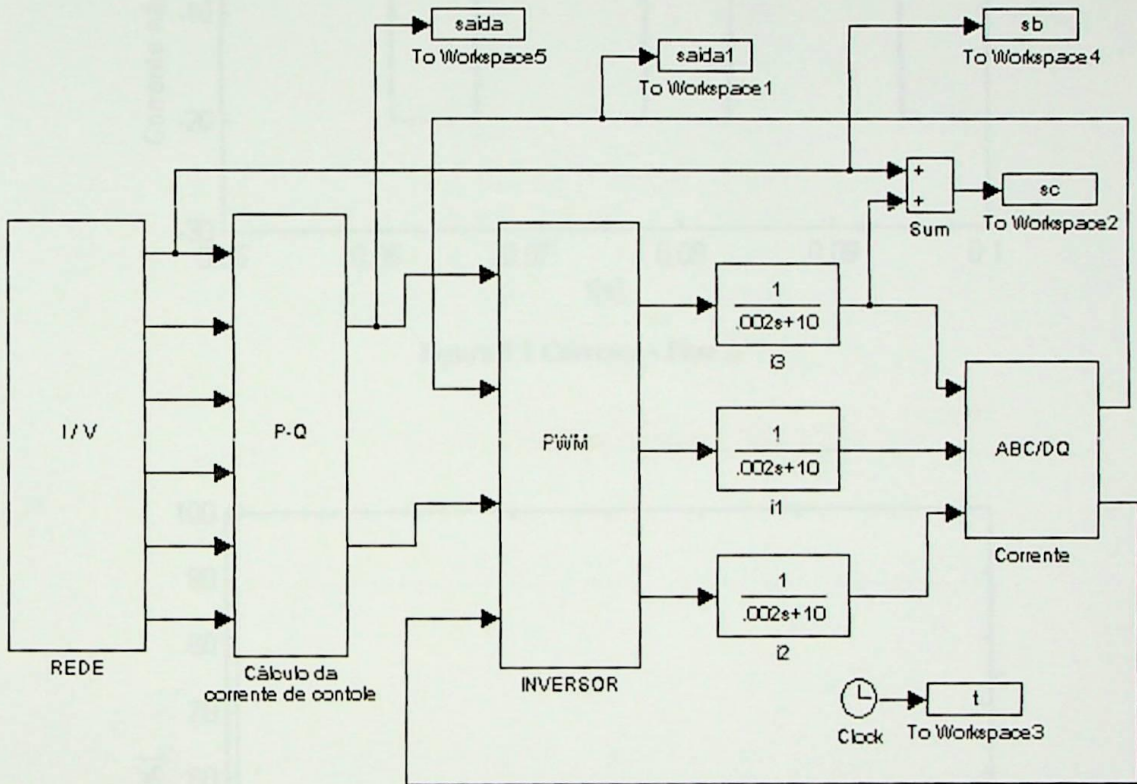 saida
To Workspace5
saida1
To Workspace1
sb
To Workspace4
+
+
Sum
sc
To Workspace2
I / V
REDE
P-Q
Cálculo da
corrente de contole
PWM
INVERSOR
1
.002s+10
i3
1
.002s+10
i1
1
.002s+10
i2
ABC/DQ
Corrente
Clock
t
To Workspace3